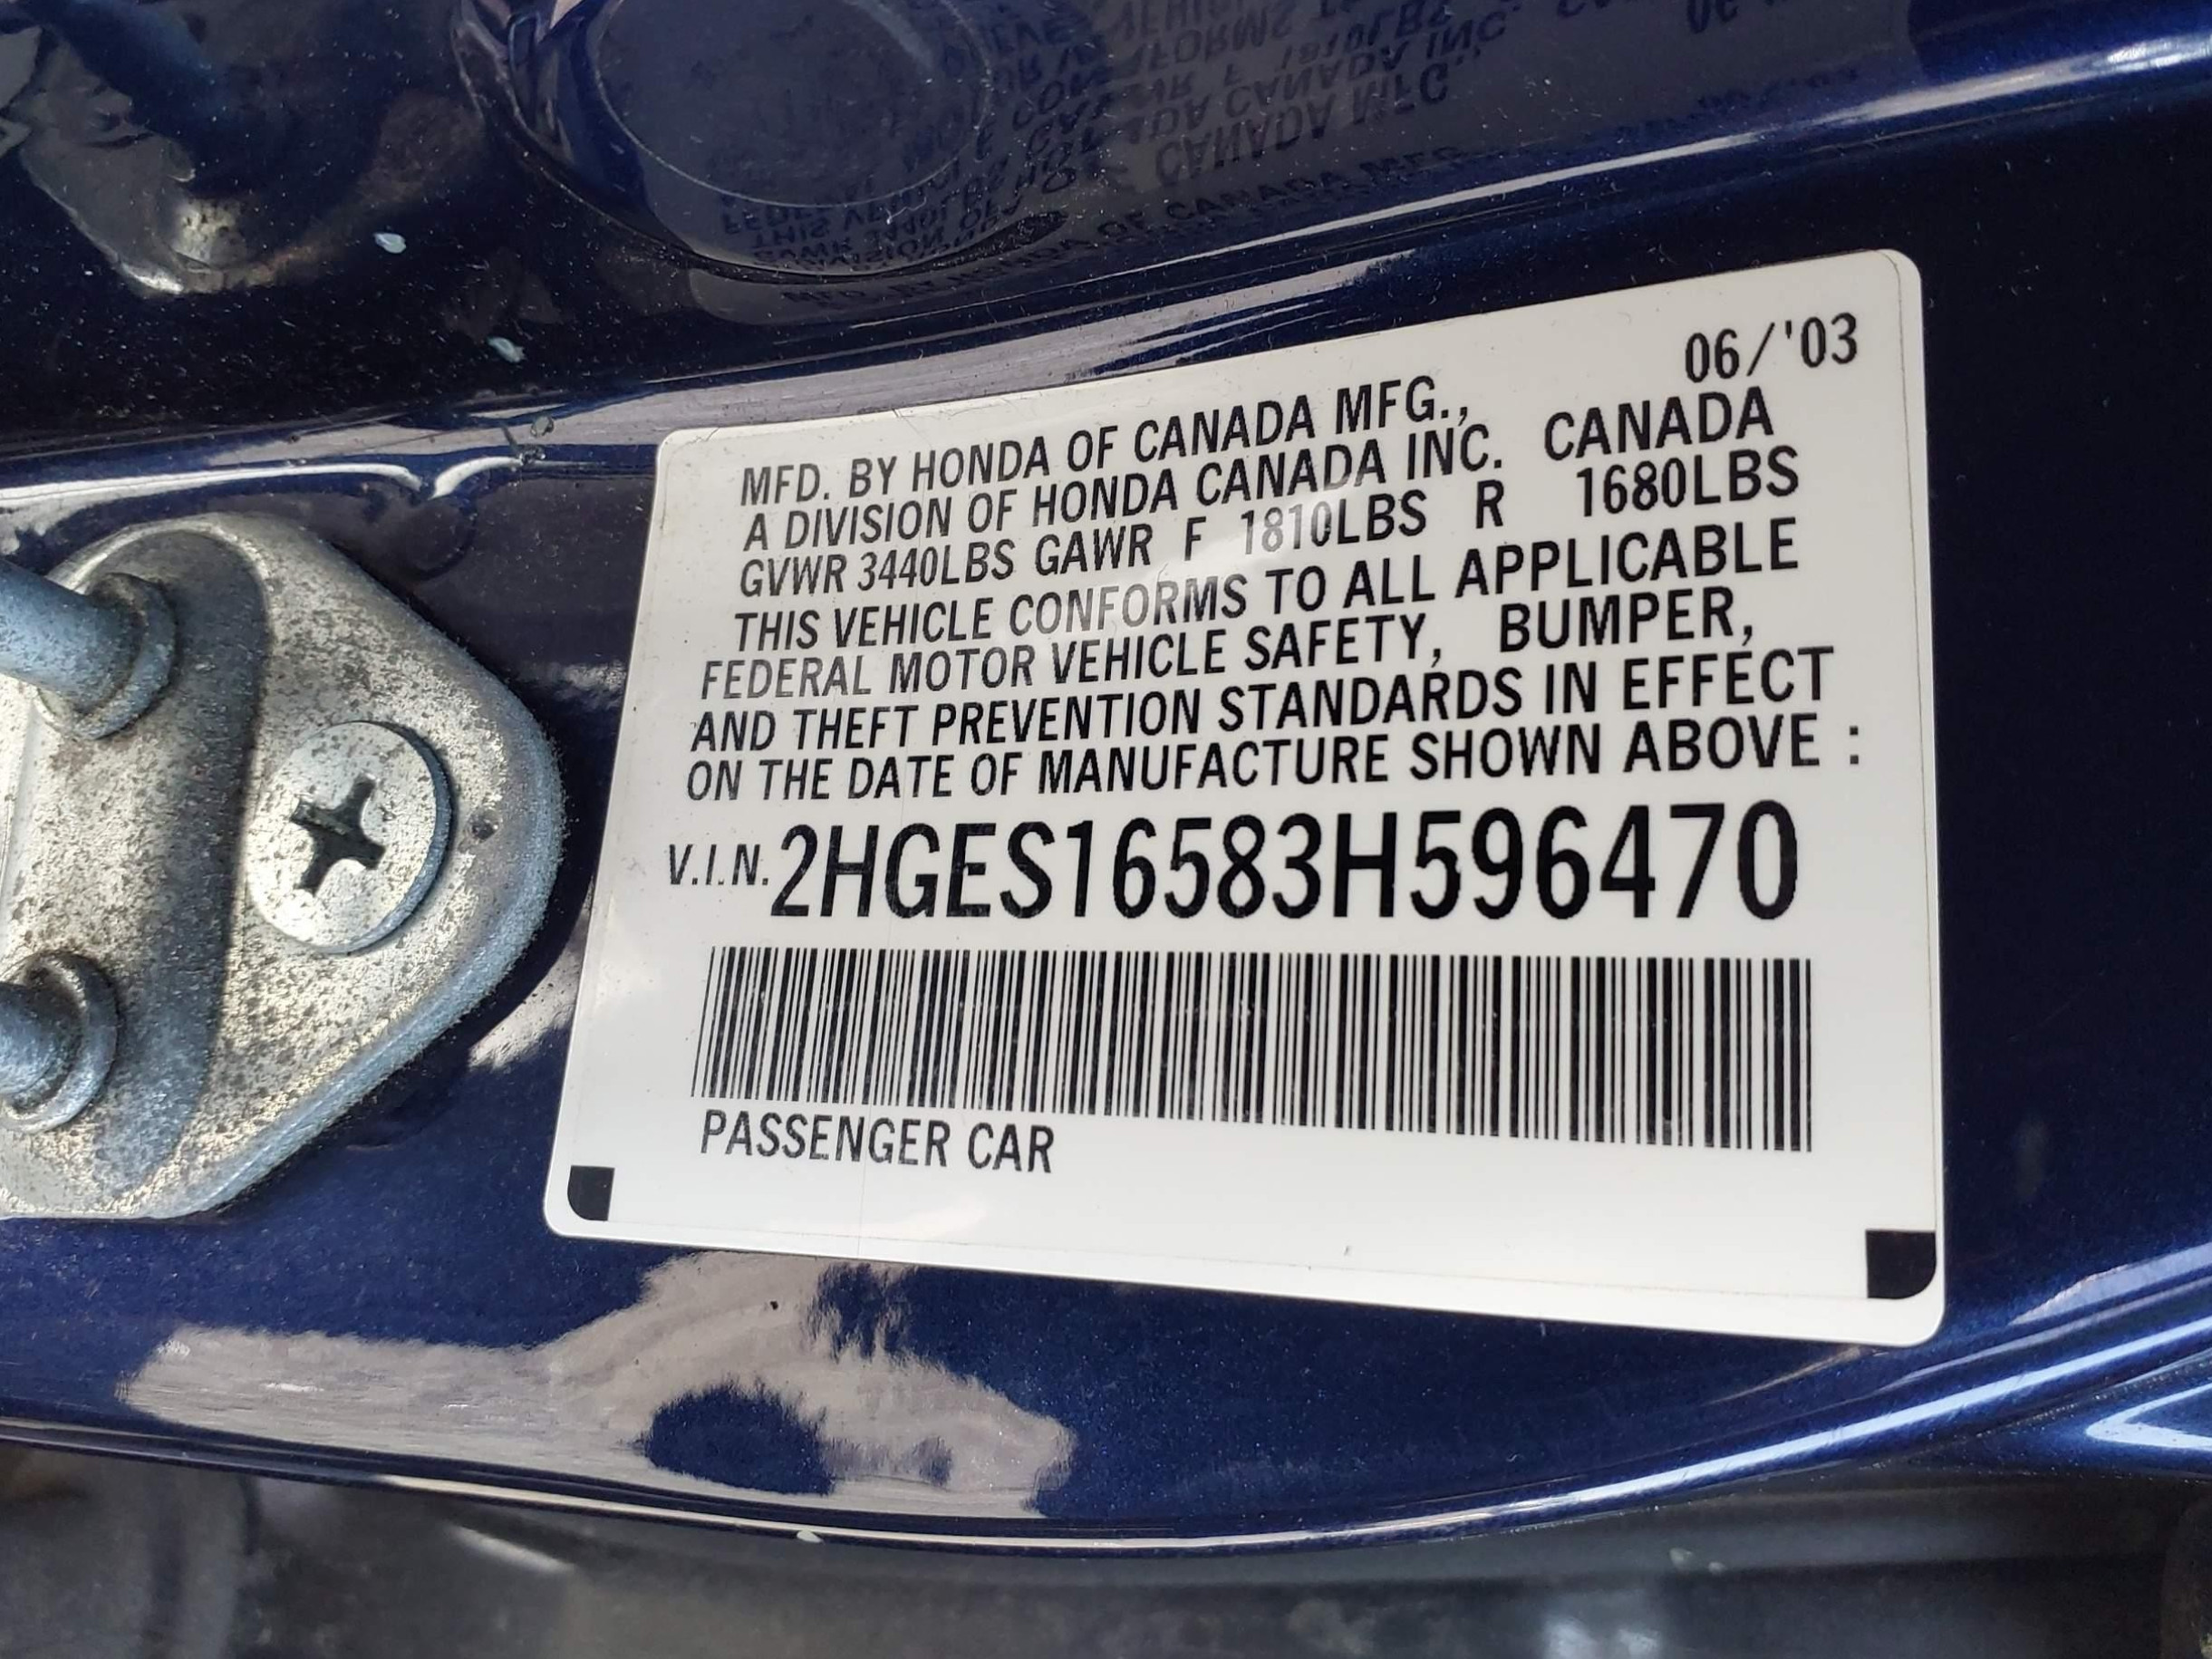 06/'03
MFD. BY HONDA OF CANADA MFG.,
A DIVISION OF HONDA CANADA INC. CANADA
GVWR 3440LBS GAWR F 1810LBS R 1680LBS
THIS VEHICLE CONFORMS TO ALL APPLICABLE
FEDERAL MOTOR VEHICLE SAFETY, BUMPER,
AND THEFT PREVENTION STANDARDS IN EFFECT
ON THE DATE OF MANUFACTURE SHOWN ABOVE :
V.I.N. 2HGES16583H596470
PASSENGER CAR